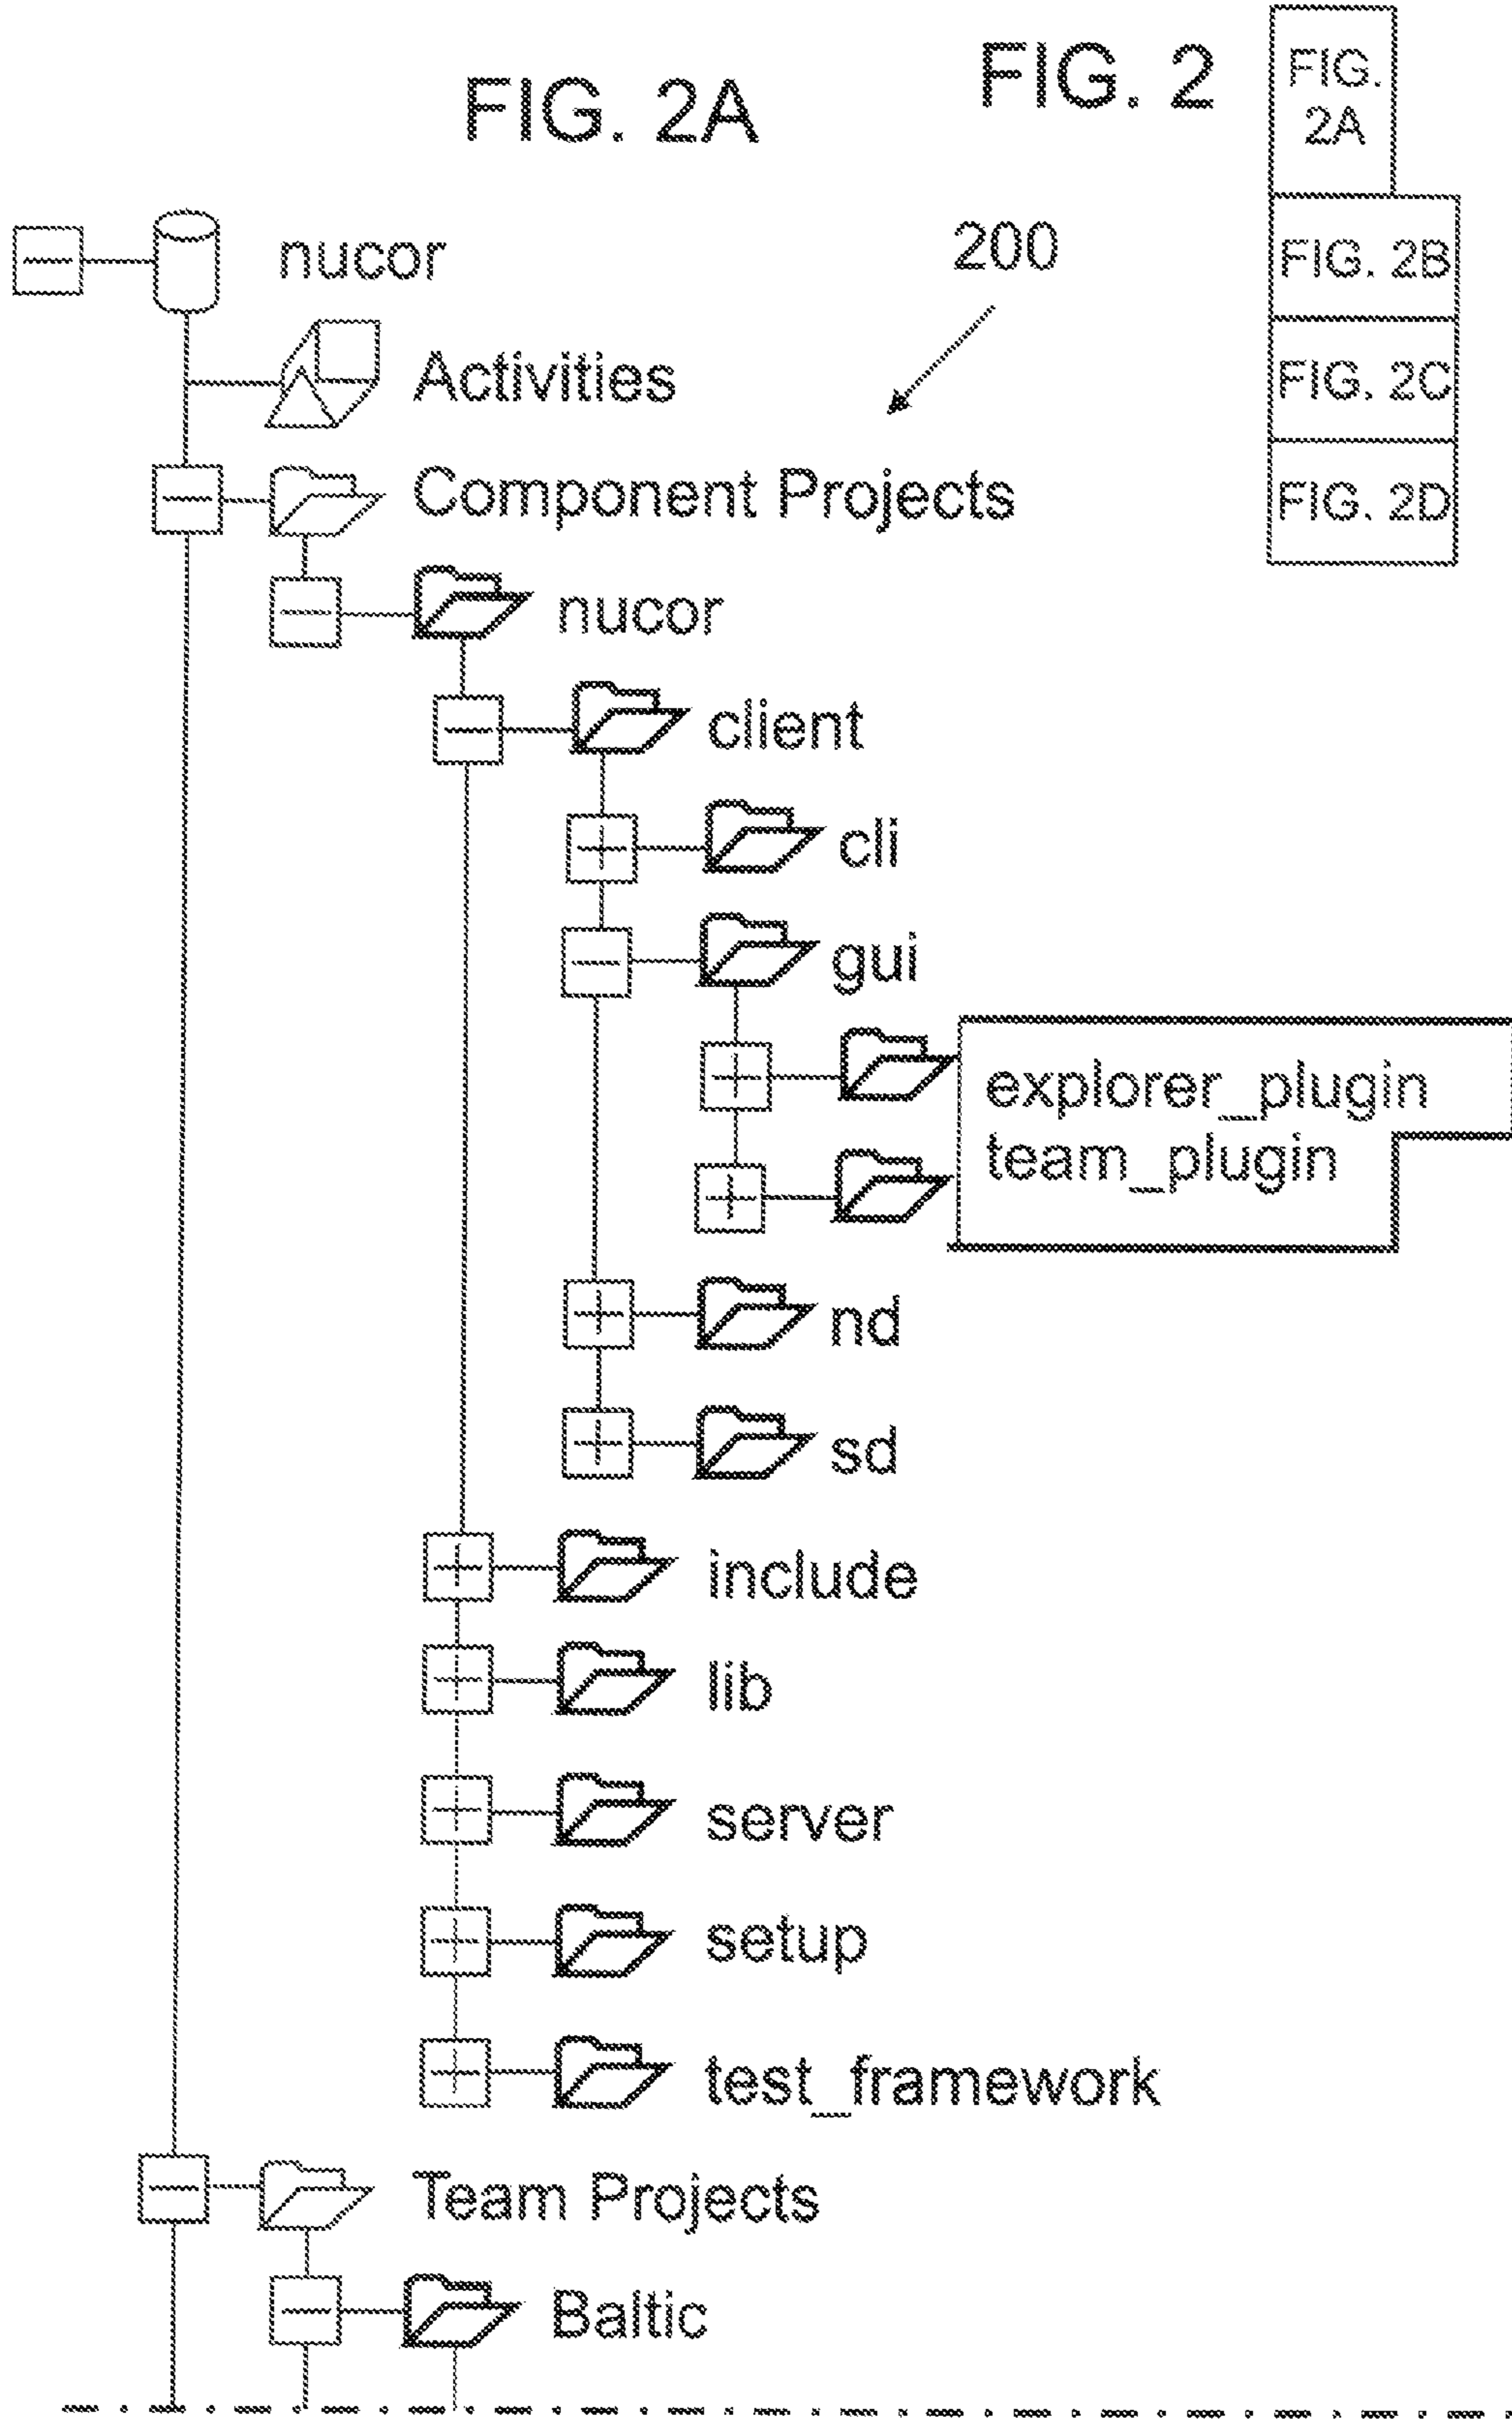 FIG. 2A
FIG. 2
FIG.
2A
FIG. 2B
FIG. 2C
FIG. 2D
200
nucor
Activities
Component Projects
nucor
client
cli
gui
explorer_plugin
team_plugin
nd
sd
include
lib
server
setup
test_framework
Team Projects
Baltic